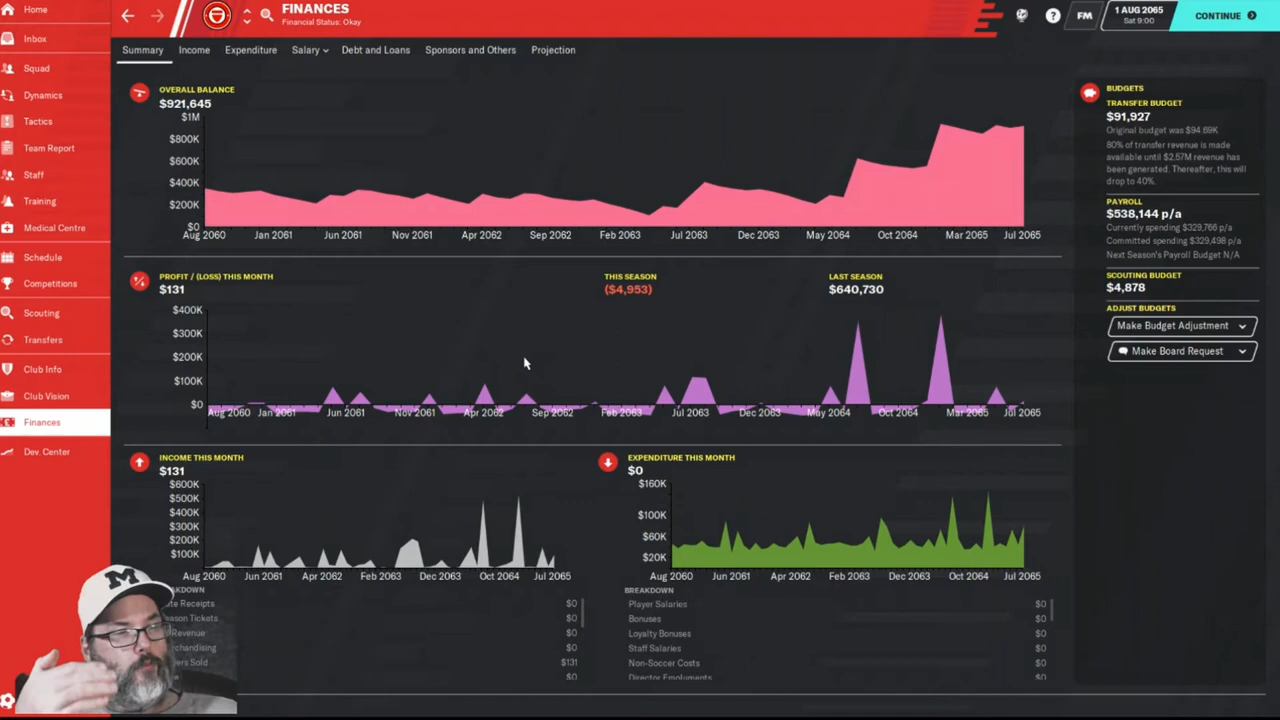 Home
Inbox
Squad
Dynamics
Tactics
Team Report
Staff
Training
Medical Centre
Schedule
Competitions
Scouting
Transfers
Club Info
Club Vision
Finances
Dev. Center
FINANCES
Financial Status: Okay
?
FM
1 AUG 2065
Sat 9:00
CONTINUE
Summary
Income
Expenditure
Salary
Debt and Loans
Sponsors and Others
Projection
OVERALL BALANCE
$921,645
$1M
$800K
$600K
$400K
$200K
$0
Aug 2060 Jan 2061 Jun 2061 Nov 2061 Apr 2062 Sep 2062 Feb 2063 Jul 2063 Dec 2063 May 2064 Oct 2064 Mar 2065 Jul 2065
PROFIT / (LOSS) THIS MONTH
$131
THIS SEASON
($4,953)
LAST SEASON
$640,730
$400K
$300K
$200K
$100K
$0
Aug 2060 Jan 2061 Jun 2061 Nov 2061 Apr 2062 Sep 2062 Feb 2063 Jul 2063 Dec 2063 May 2064 Oct 2064 Mar 2065 Jul 2065
INCOME THIS MONTH
$131
$600K
$500K
$400K
$300K
$200K
$100K
Aug 2060 Jun 2061 Apr 2062 Feb 2063 Dec 2063 Oct 2064 Jul 2065
KDOWN
te Receipts $0
ason Tickets $0
Revenue $0
rchandising $0
ers Sold $131
$0
EXPENDITURE THIS MONTH
$0
$160K
$100K
$60K
$20K
Aug 2060 Jun 2061 Apr 2062 Feb 2063 Dec 2063 Oct 2064 Jul 2065
BREAKDOWN
Player Salaries $0
Bonuses $0
Loyalty Bonuses $0
Staff Salaries $0
Non-Soccer Costs $0
Director Emoluments $0
BUDGETS
TRANSFER BUDGET
$91,927
Original budget was $94.69K
80% of transfer revenue is made
available until $2.57M revenue has
been generated. Thereafter, this will
drop to 40%.
PAYROLL
$538,144 p/a
Currently spending $329,766 p/a
Committed spending $329,498 p/a
Next Season's Payroll Budget N/A
SCOUTING BUDGET
$4,878
ADJUST BUDGETS
Make Budget Adjustment
Make Board Request
M